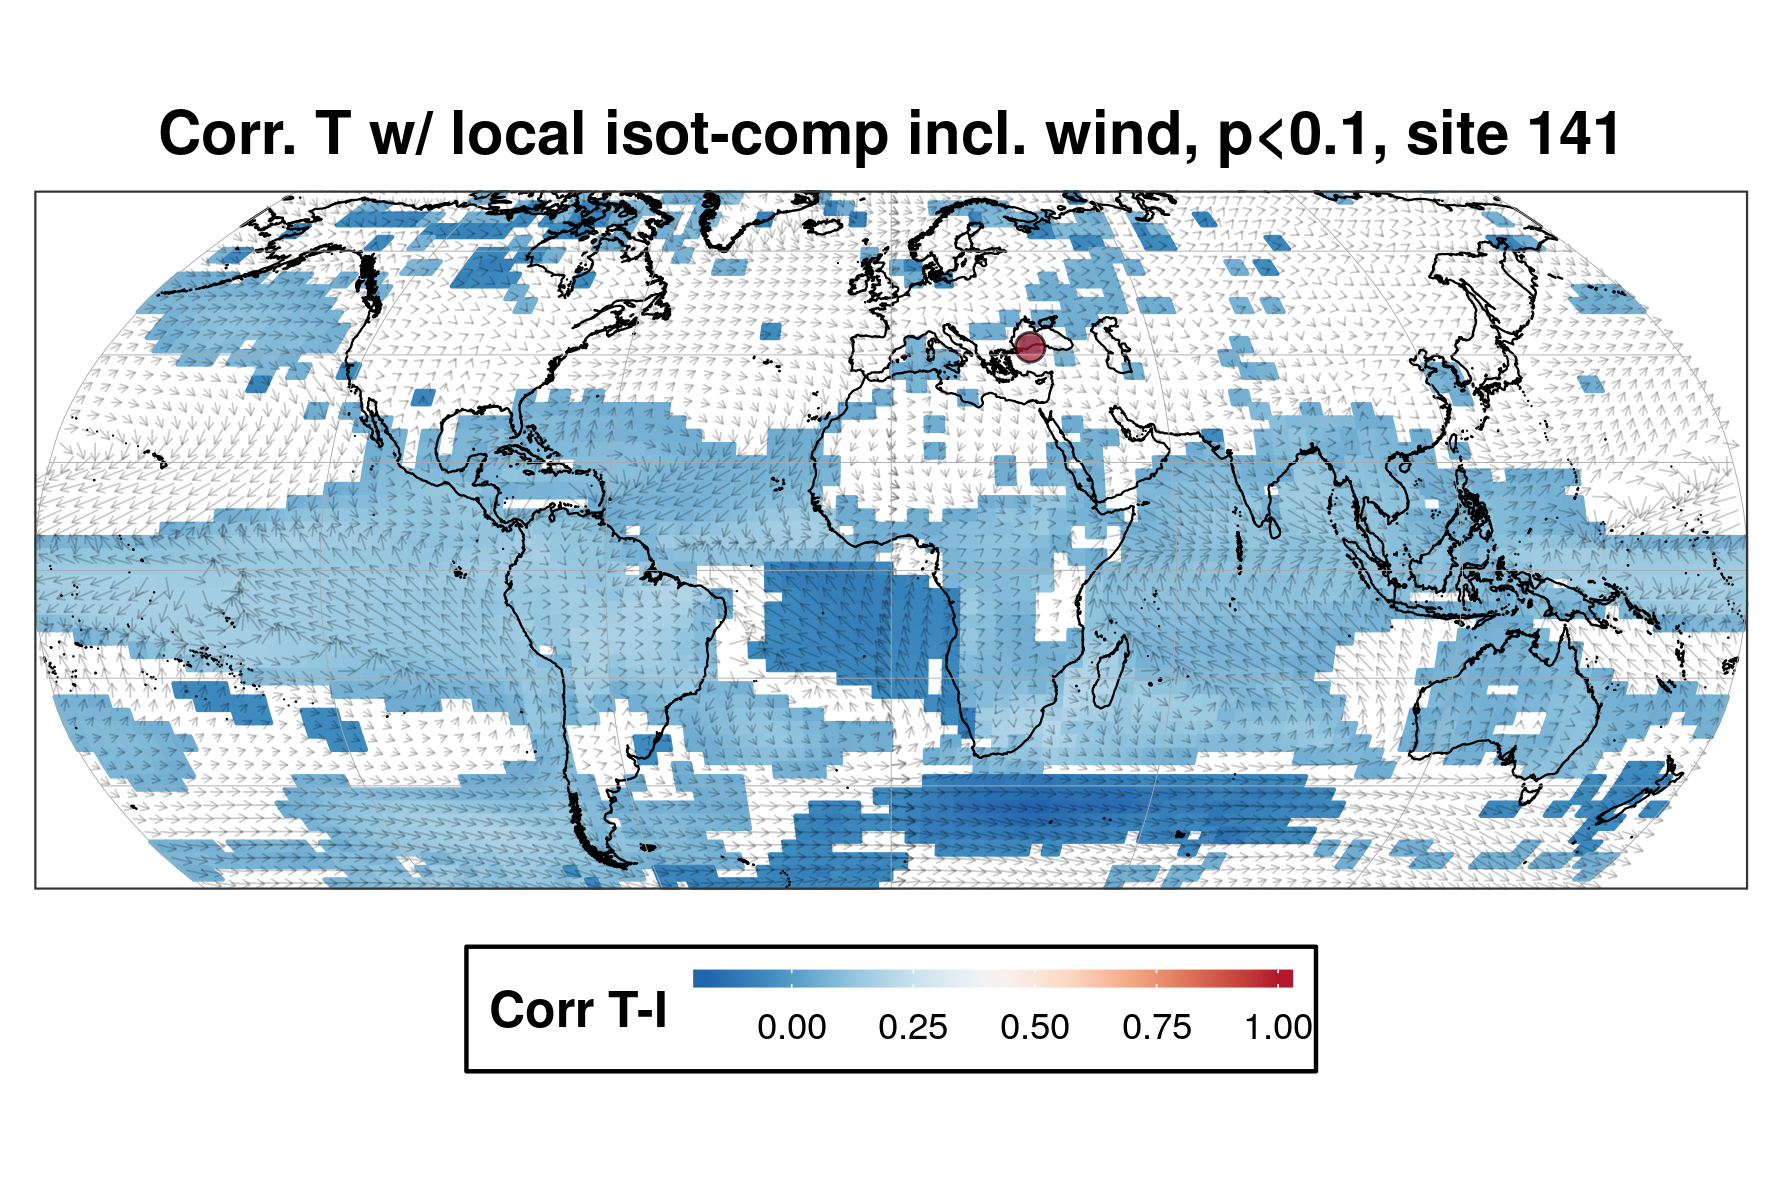 Corr. T w/ local isot-comp incl. wind, p<0.1, site 141
Corr T-I
0.00 0.25 0.50 0.75 1.00